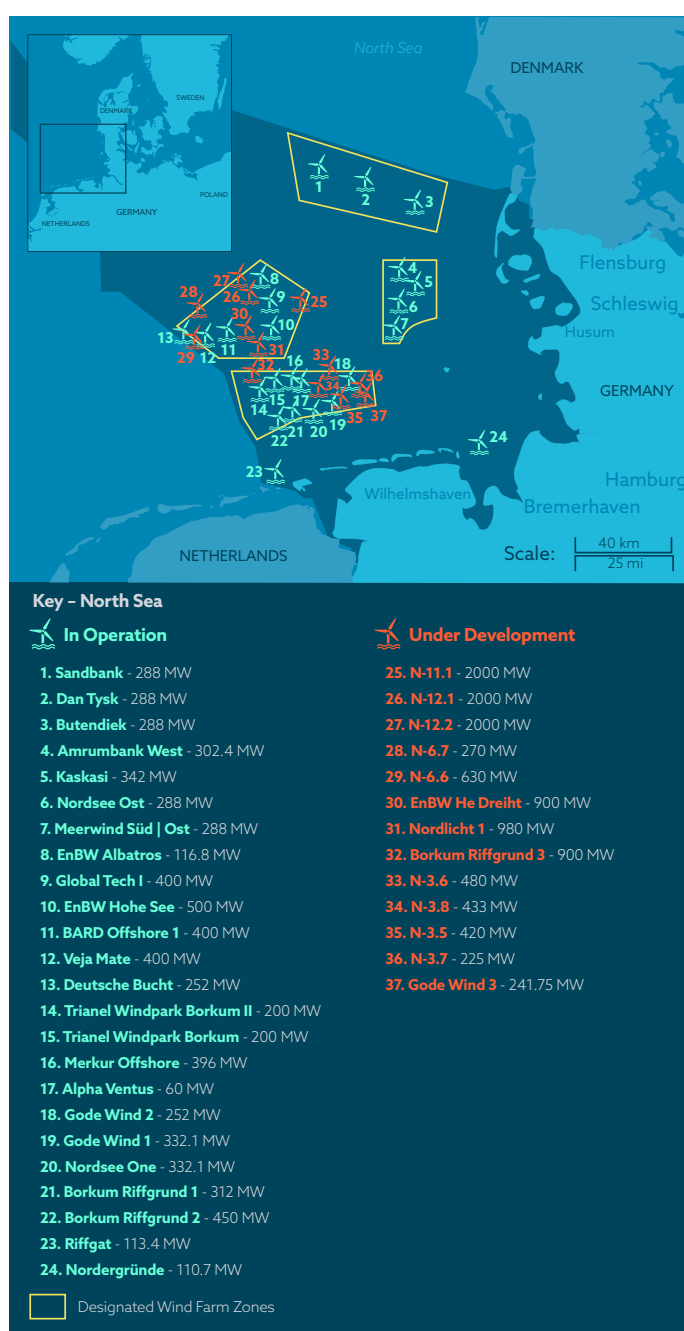 North Sea
DENMARK
SWEDEN
DENMARK
POLAND
GERMANY
NETHERLANDS
1
2
3
Flensburg
4
5
27
8
28
26
9
25
Schleswig
6
30
10
7
Husum
13
11
12
29
31
33
32
16
18
36
GERMANY
34
15
17
14
35
37
19
21
20
22
24
23
Hamburg
Wilhelmshaven
Bremerhaven
NETHERLANDS
Scale:
40 km
25 mi
Key – North Sea
In Operation
1. Sandbank - 288 MW
2. Dan Tysk - 288 MW
3. Butendiek - 288 MW
4. Amrumbank West - 302.4 MW
5. Kaskasi - 342 MW
6. Nordsee Ost - 288 MW
7. Meerwind Süd | Ost - 288 MW
8. EnBW Albatros - 116.8 MW
9. Global Tech I - 400 MW
10. EnBW Hohe See - 500 MW
11. BARD Offshore 1 - 400 MW
12. Veja Mate - 400 MW
13. Deutsche Bucht - 252 MW
14. Trianel Windpark Borkum II - 200 MW
15. Trianel Windpark Borkum - 200 MW
16. Merkur Offshore - 396 MW
17. Alpha Ventus - 60 MW
18. Gode Wind 2 - 252 MW
19. Gode Wind 1 - 332.1 MW
20. Nordsee One - 332.1 MW
21. Borkum Riffgrund 1 - 312 MW
22. Borkum Riffgrund 2 - 450 MW
23. Riffgat - 113.4 MW
24. Nordergründe - 110.7 MW
Under Development
25. N-11.1 - 2000 MW
26. N-12.1 - 2000 MW
27. N-12.2 - 2000 MW
28. N-6.7 - 270 MW
29. N-6.6 - 630 MW
30. EnBW He Dreiht - 900 MW
31. Nordlicht 1 - 980 MW
32. Borkum Riffgrund 3 - 900 MW
33. N-3.6 - 480 MW
34. N-3.8 - 433 MW
35. N-3.5 - 420 MW
36. N-3.7 - 225 MW
37. Gode Wind 3 - 241.75 MW
Designated Wind Farm Zones